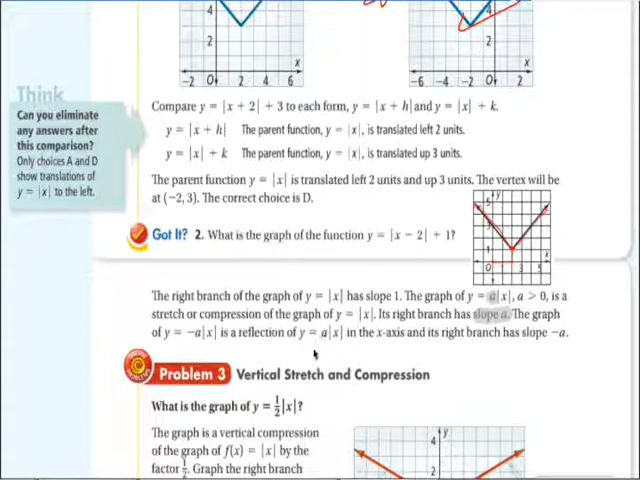 4
2
x
−2 O 2 4 6
4
2
x
−6 −4 −2 O 2
Think
Can you eliminate
any answers after
this comparison?
Only choices A and D
show translations of
y = |x| to the left.
Compare y = |x + 2| + 3 to each form, y = |x + h| and y = |x| + k.
y = |x + h| The parent function, y = |x|, is translated left 2 units.
y = |x| + k The parent function, y = |x|, is translated up 3 units.
The parent function y = |x| is translated left 2 units and up 3 units. The vertex will be
at (−2, 3). The correct choice is D.
Got It? 2. What is the graph of the function y = |x − 2| + 1?
5 y
1
x
O 1 3 5
The right branch of the graph of y = |x| has slope 1. The graph of y = a|x|, a > 0, is a
stretch or compression of the graph of y = |x|. Its right branch has slope a. The graph
of y = −a|x| is a reflection of y = a|x| in the x-axis and its right branch has slope −a.
Problem 3 Vertical Stretch and Compression
What is the graph of y = 1/2|x|?
The graph is a vertical compression
of the graph of f(x) = |x| by the
factor 1/2. Graph the right branch
4 y
2